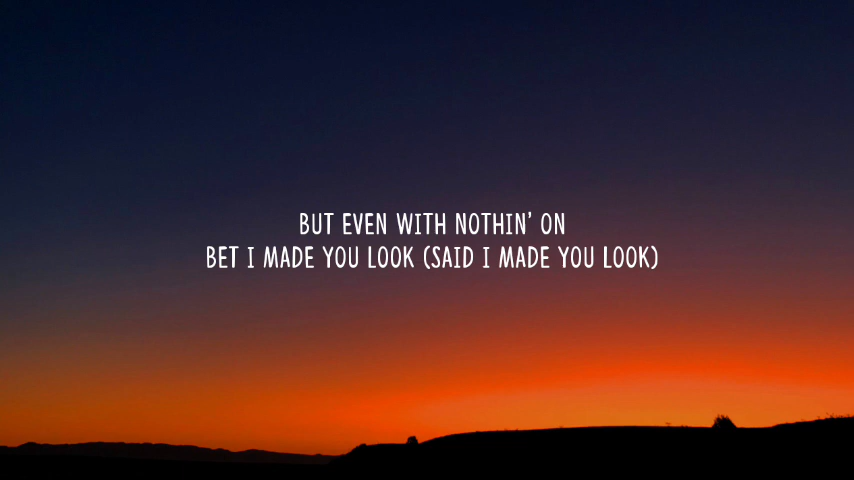 BUT EVEN WITH NOTHIN' ON
BET I MADE YOU LOOK (SAID I MADE YOU LOOK)